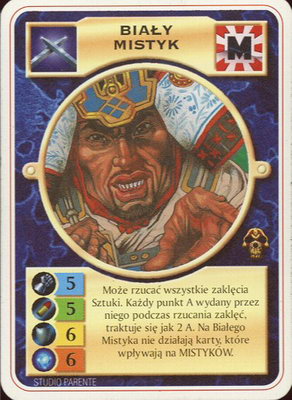 BIAŁY
MISTYK
M
5
5
6
6
Może rzucać wszystkie zaklęcia
Sztuki. Każdy punkt A wydany przez
niego podczas rzucania zaklęć,
traktuje się jak 2 A. Na Białego
Mistyka nie działają karty, które
wpływają na MISTYKÓW.
STUDIO PARENTE